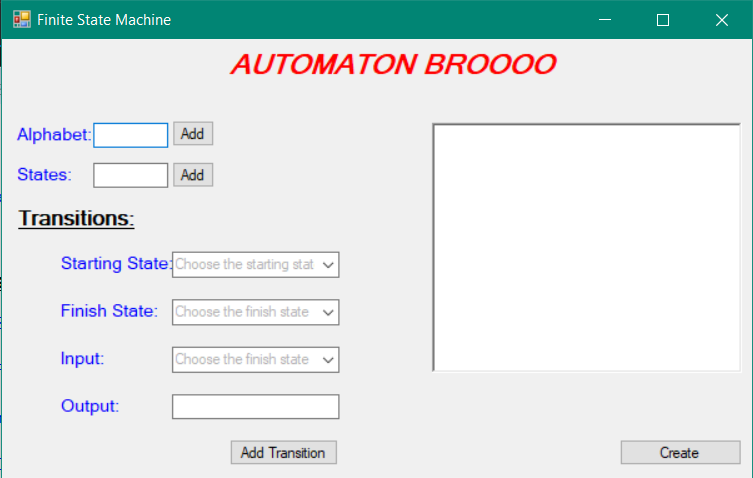 Finite State Machine
AUTOMATON BROOOO
Alphabet:
Add
States:
Add
Transitions:
Starting State:
Choose the starting stat
Finish State:
Choose the finish state
Input:
Choose the finish state
Output:
Add Transition
Create